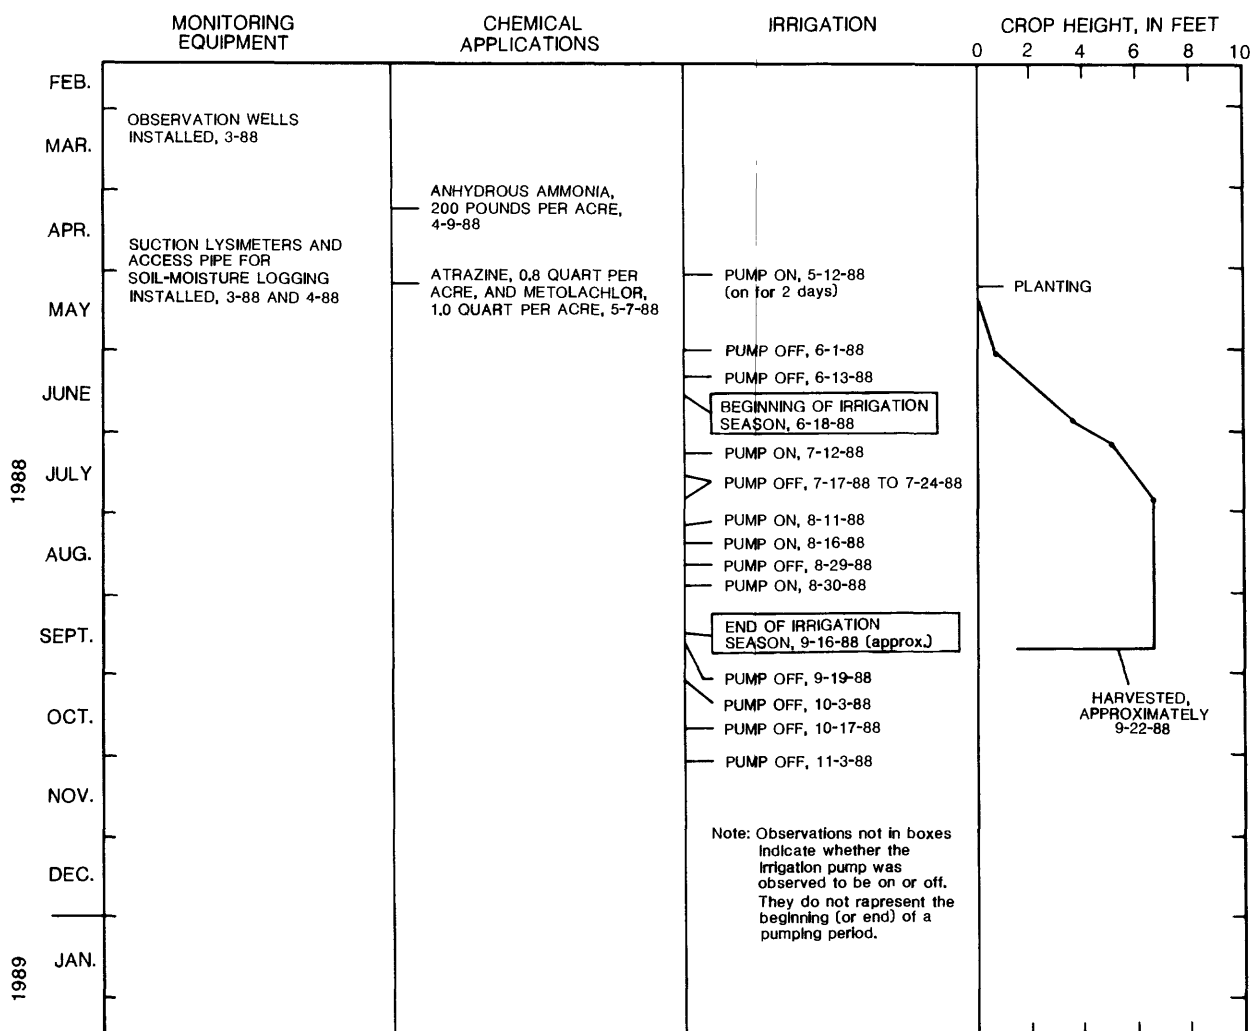 MONITORING
EQUIPMENT
CHEMICAL
APPLICATIONS
IRRIGATION
CROP HEIGHT, IN FEET
0 2 4 6 8 10
FEB.
MAR.
APR.
MAY
JUNE
JULY
AUG.
SEPT.
OCT.
NOV.
DEC.
JAN.
1988
1989
OBSERVATION WELLS
INSTALLED, 3-88
SUCTION LYSIMETERS AND
ACCESS PIPE FOR
SOIL-MOISTURE LOGGING
INSTALLED, 3-88 AND 4-88
ANHYDROUS AMMONIA,
200 POUNDS PER ACRE,
4-9-88
ATRAZINE, 0.8 QUART PER
ACRE, AND METOLACHLOR,
1.0 QUART PER ACRE, 5-7-88
PUMP ON, 5-12-88
(on for 2 days)
PUMP OFF, 6-1-88
PUMP OFF, 6-13-88
BEGINNING OF IRRIGATION
SEASON, 6-18-88
PUMP ON, 7-12-88
PUMP OFF, 7-17-88 TO 7-24-88
PUMP ON, 8-11-88
PUMP ON, 8-16-88
PUMP OFF, 8-29-88
PUMP ON, 8-30-88
END OF IRRIGATION
SEASON, 9-16-88 (approx.)
PUMP OFF, 9-19-88
PUMP OFF, 10-3-88
PUMP OFF, 10-17-88
PUMP OFF, 11-3-88
Note: Observations not in boxes
indicate whether the
irrigation pump was
observed to be on or off.
They do not rapresent the
beginning (or end) of a
pumping period.
PLANTING
HARVESTED,
APPROXIMATELY
9-22-88